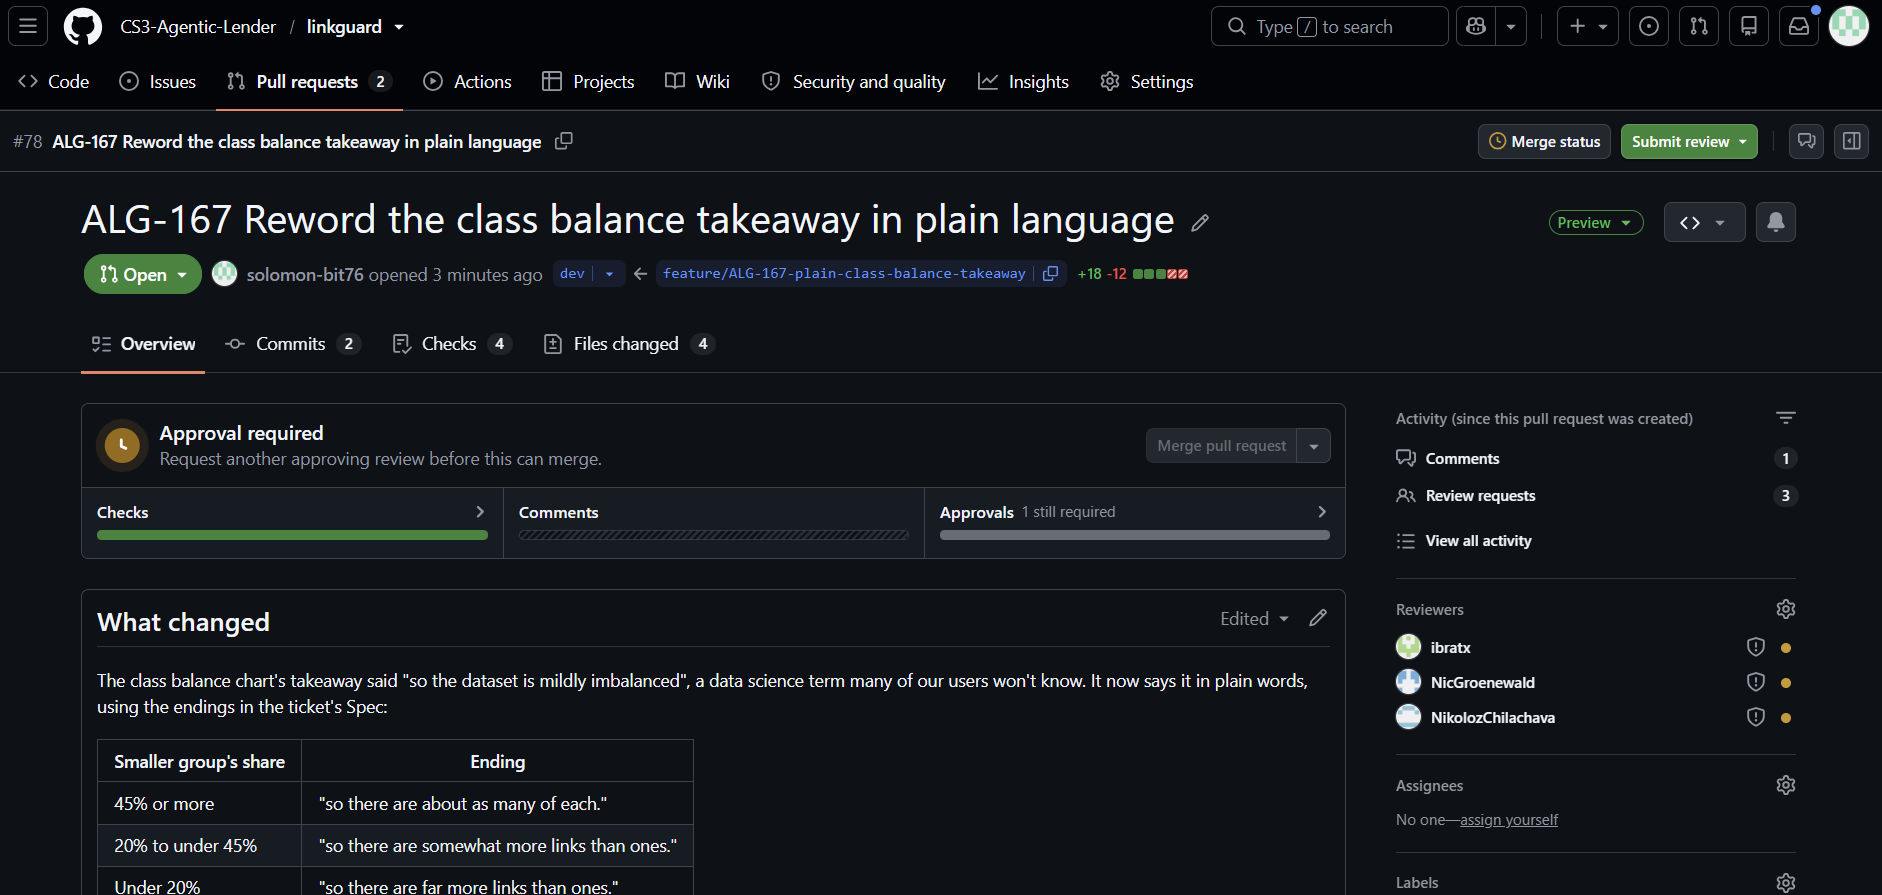 CS3-Agentic-Lender / linkguard
Type / to search
Code
Issues
Pull requests 2
Actions
Projects
Wiki
Security and quality
Insights
Settings
#78 ALG-167 Reword the class balance takeaway in plain language
Merge status
Submit review
ALG-167 Reword the class balance takeaway in plain language
Preview
Open
solomon-bit76 opened 3 minutes ago
dev
feature/ALG-167-plain-class-balance-takeaway
+18 -12
Overview
Commits 2
Checks 4
Files changed 4
Approval required
Request another approving review before this can merge.
Merge pull request
Checks
Comments
Approvals 1 still required
What changed
Edited
The class balance chart's takeaway said "so the dataset is mildly imbalanced", a data science term many of our users won't know. It now says it in plain words,
using the endings in the ticket's Spec:
Smaller group's share Ending
45% or more "so there are about as many of each."
20% to under 45% "so there are somewhat more links than ones."
Under 20% "so there are far more links than ones."
Activity (since this pull request was created)
Comments 1
Review requests 3
View all activity
Reviewers
ibratx
NicGroenewald
NikolozChilachava
Assignees
No one—assign yourself
Labels